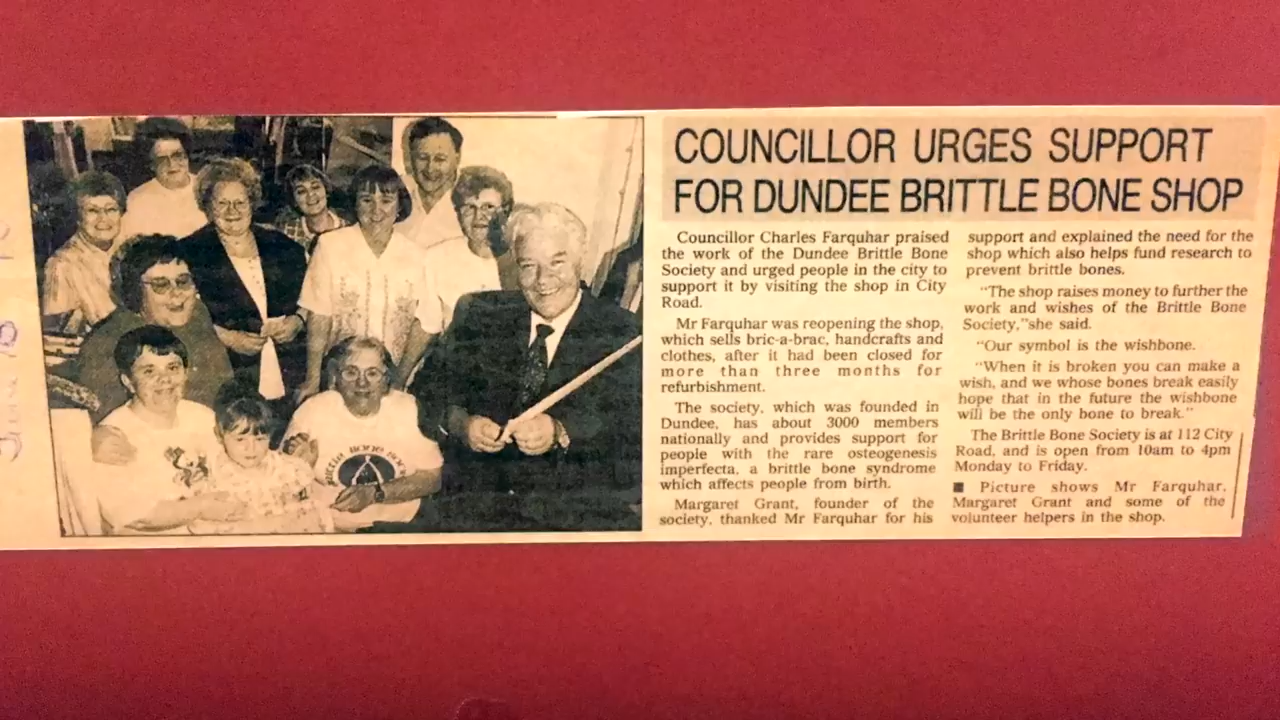 COUNCILLOR URGES SUPPORT
FOR DUNDEE BRITTLE BONE SHOP
Councillor Charles Farquhar praised
the work of the Dundee Brittle Bone
Society and urged people in the city to
support it by visiting the shop in City
Road.
Mr Farquhar was reopening the shop,
which sells bric-a-brac, handcrafts and
clothes, after it had been closed for
more than three months for
refurbishment.
The society, which was founded in
Dundee, has about 3000 members
nationally and provides support for
people with the rare osteogenesis
imperfecta, a brittle bone syndrome
which affects people from birth.
Margaret Grant, founder of the
society, thanked Mr Farquhar for his
support and explained the need for the
shop which also helps fund research to
prevent brittle bones.
"The shop raises money to further the
work and wishes of the Brittle Bone
Society,"she said.
"Our symbol is the wishbone.
"When it is broken you can make a
wish, and we whose bones break easily
hope that in the future the wishbone
will be the only bone to break."
The Brittle Bone Society is at 112 City
Road, and is open from 10am to 4pm
Monday to Friday.
■ Picture shows Mr Farquhar,
Margaret Grant and some of the
volunteer helpers in the shop.